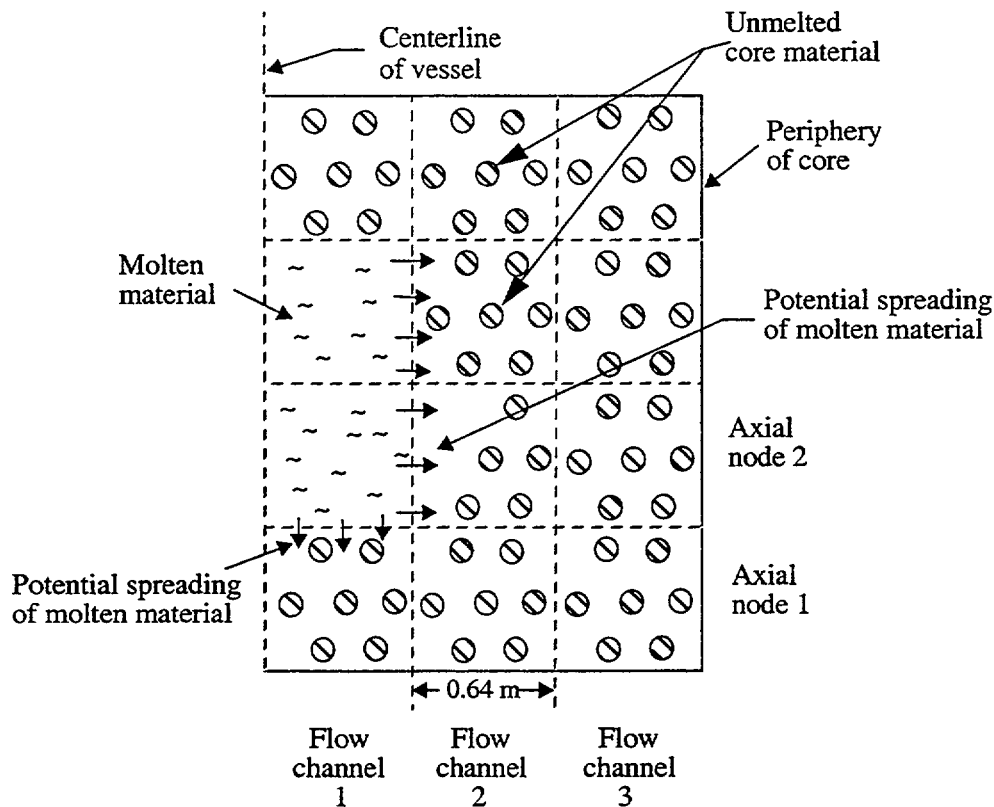 Centerline
of vessel
Unmelted
core material
Periphery
of core
Molten
material
Potential spreading
of molten material
Axial
node 2
Potential spreading
of molten material
Axial
node 1
0.64 m
Flow
channel
1
Flow
channel
2
Flow
channel
3